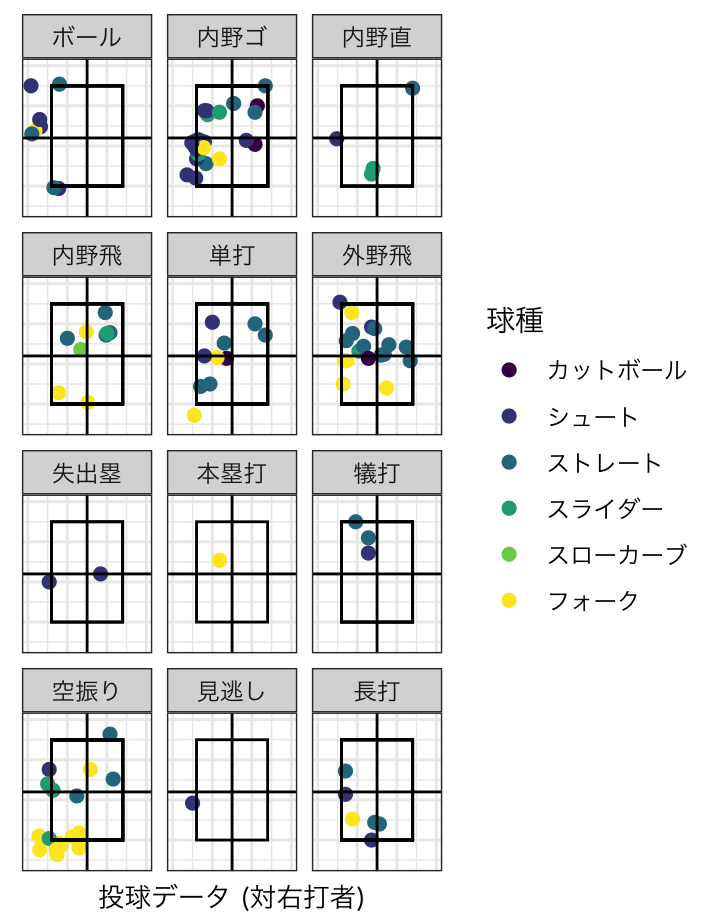 ボール
内野ゴ
内野直
内野飛
単打
外野飛
失出塁
本塁打
犠打
空振り
見逃し
長打
球種
カットボール
シュート
ストレート
スライダー
スローカーブ
フォーク
投球データ (対右打者)